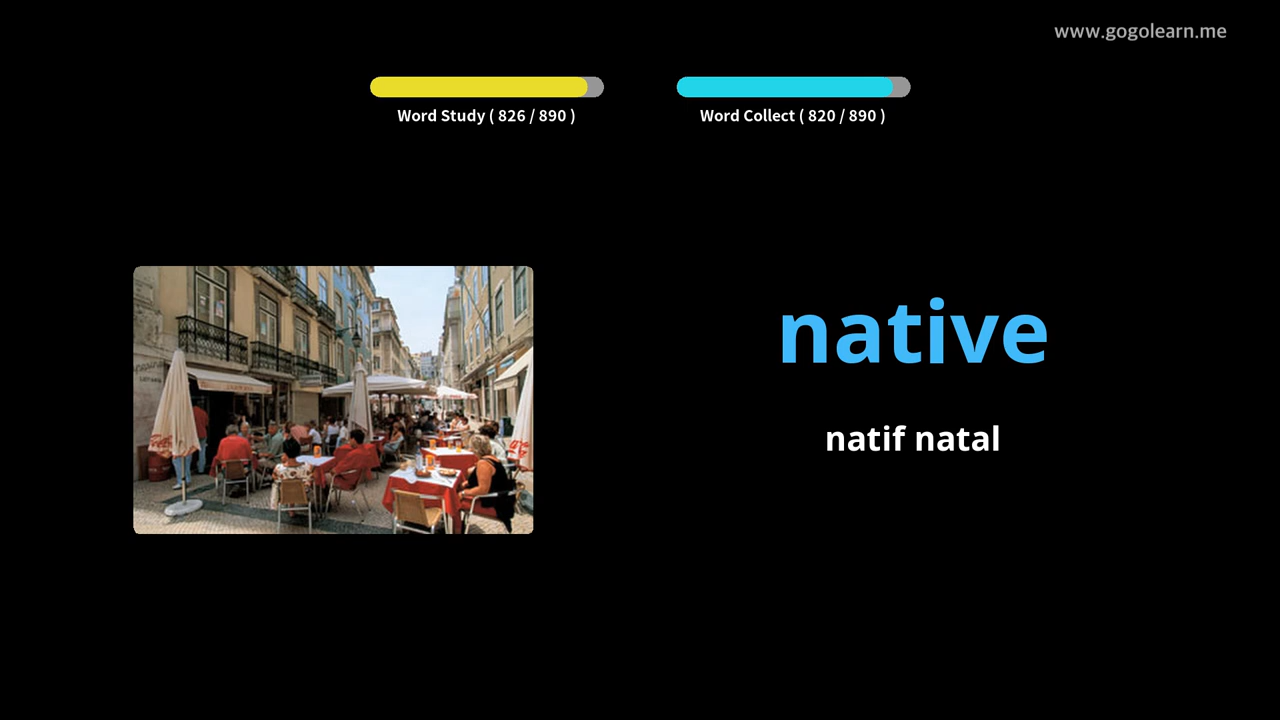 www.gogolearn.me
Word Study ( 826 / 890 )
Word Collect ( 820 / 890 )
native
natif natal